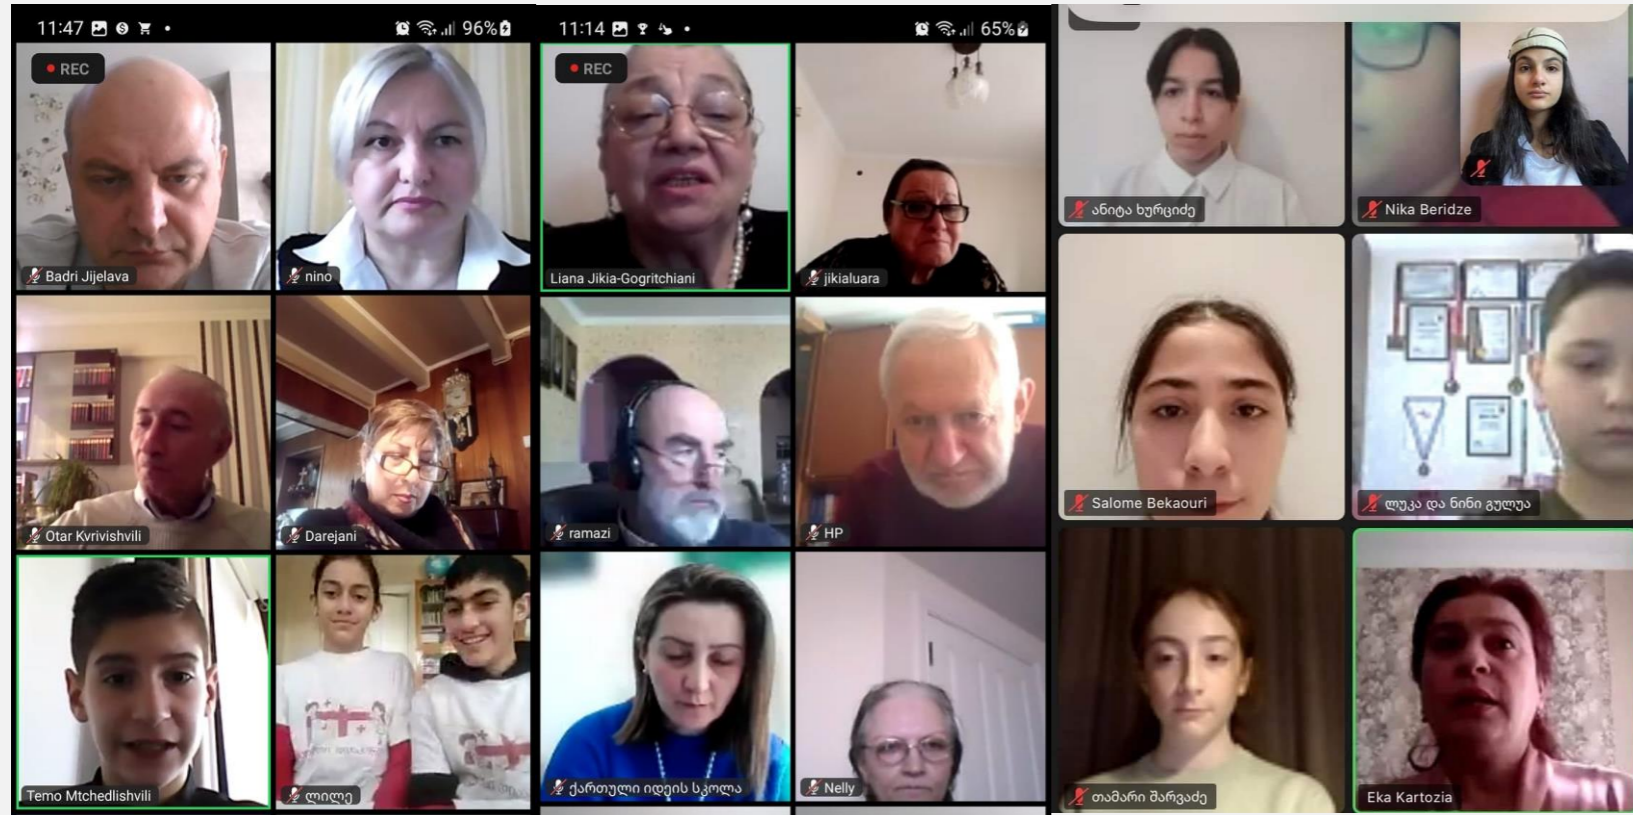 11:47
96%
REC
Badri Jijelava
nino
Otar Kvrivishvili
Darejani
Temo Mtchedlishvili
ლილე
11:14
65%
REC
Liana Jikia-Gogritchiani
jikialuara
ramazi
HP
ქართული იდეის სკოლა
Nelly
ანიტა ხურციძე
Nika Beridze
Salome Bekaouri
ლუკა და ნინი გულუა
თამარი შარვაძე
Eka Kartozia